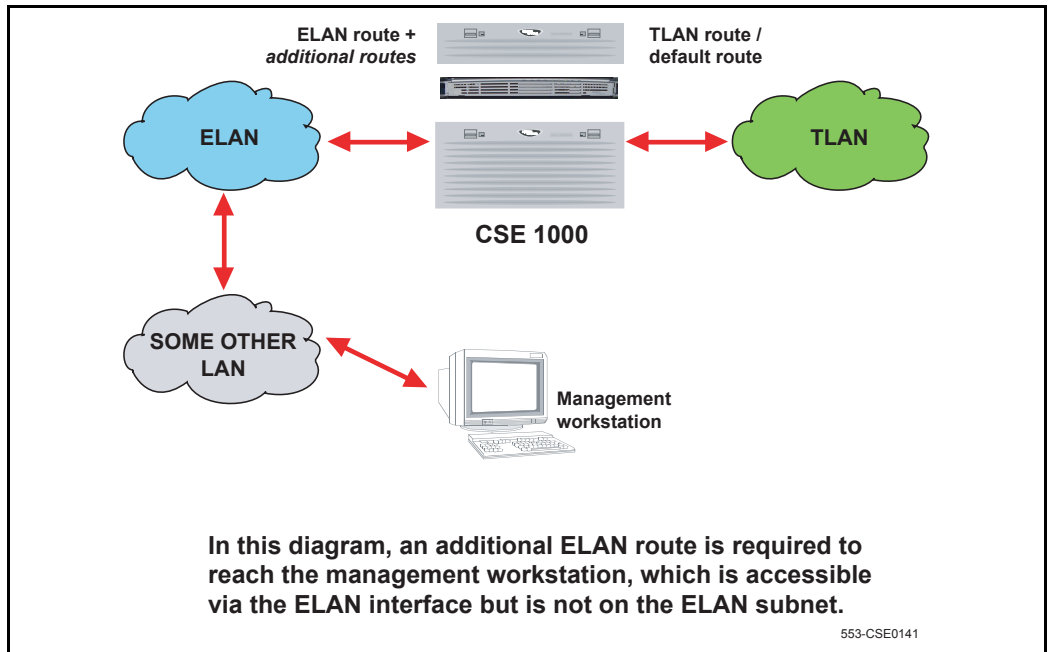 ELAN route +
additional routes
TLAN route /
default route
ELAN
TLAN
CSE 1000
SOME OTHER
LAN
Management
workstation
In this diagram, an additional ELAN route is required to
reach the management workstation, which is accessible
via the ELAN interface but is not on the ELAN subnet.
553-CSE0141